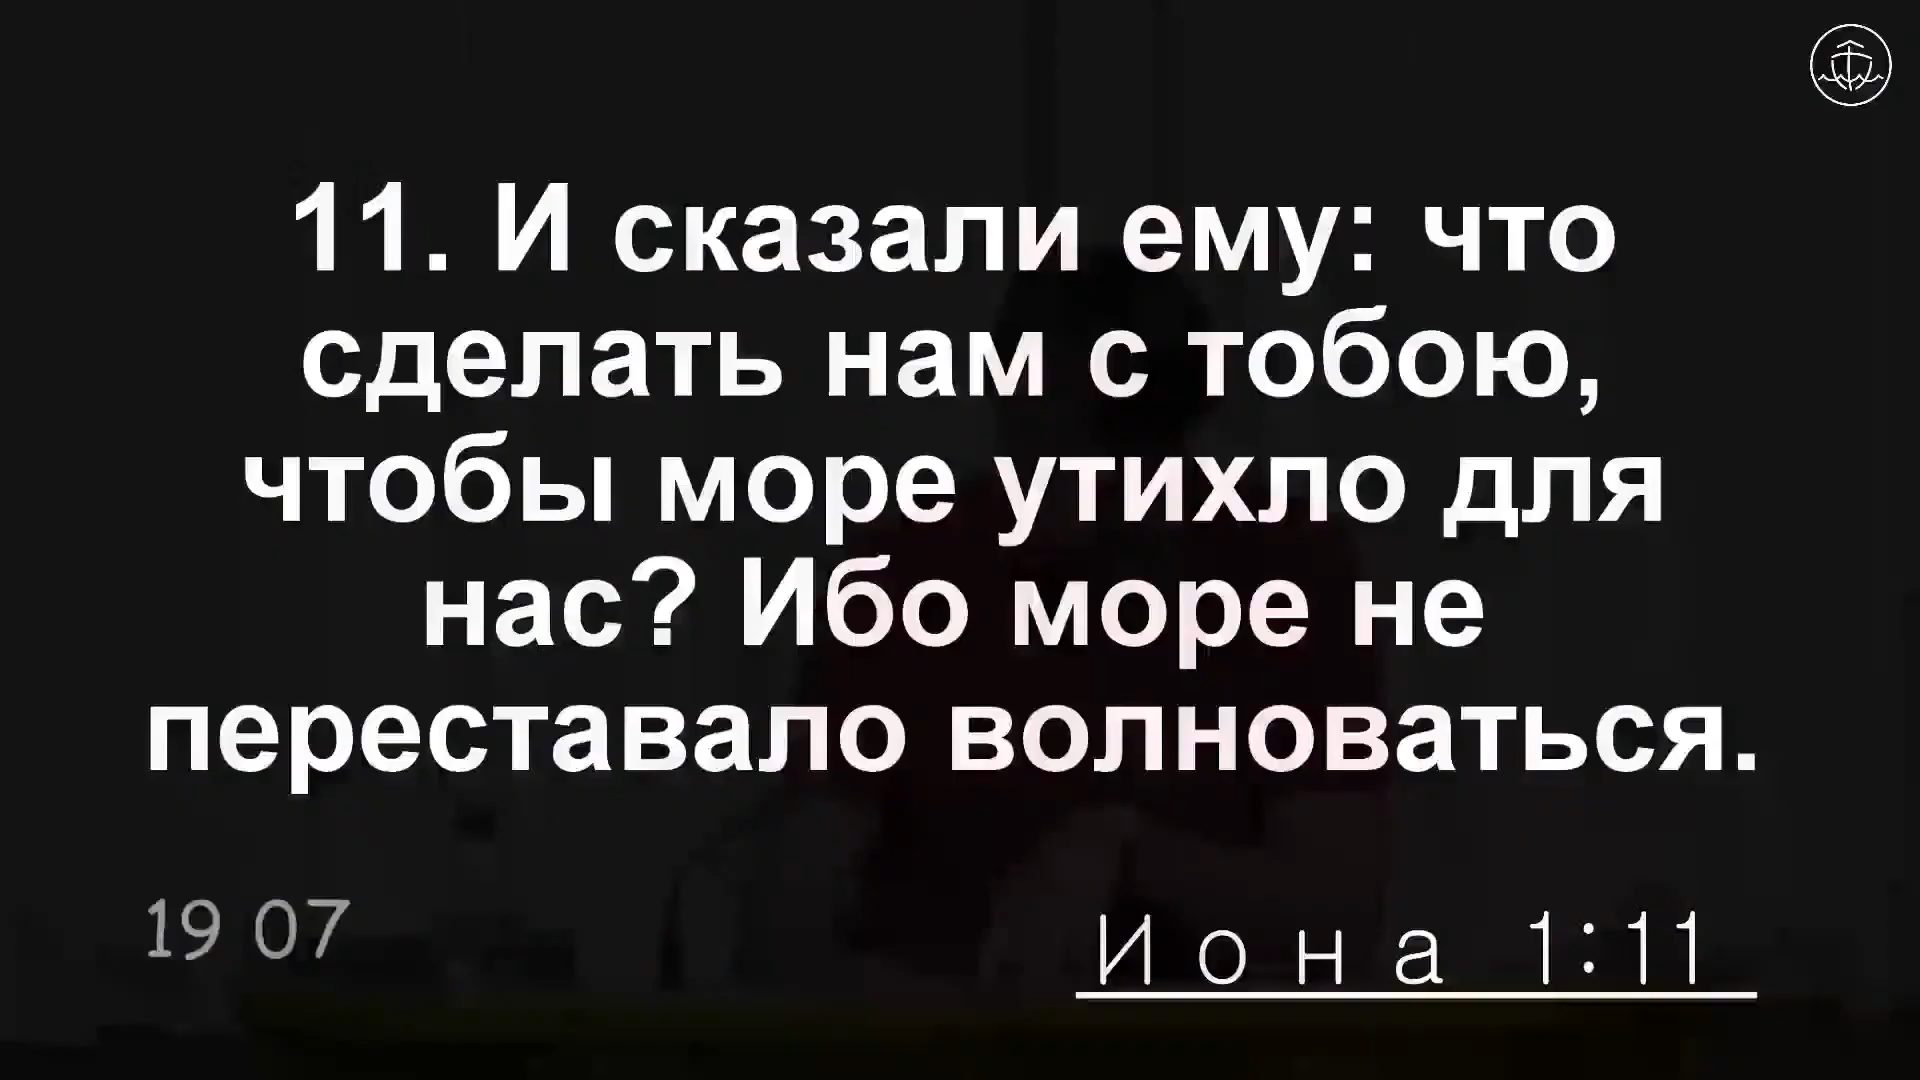 11. И сказали ему: что
сделать нам с тобою,
чтобы море утихло для
нас? Ибо море не
переставало волноваться.
19 07
Иона 1:11